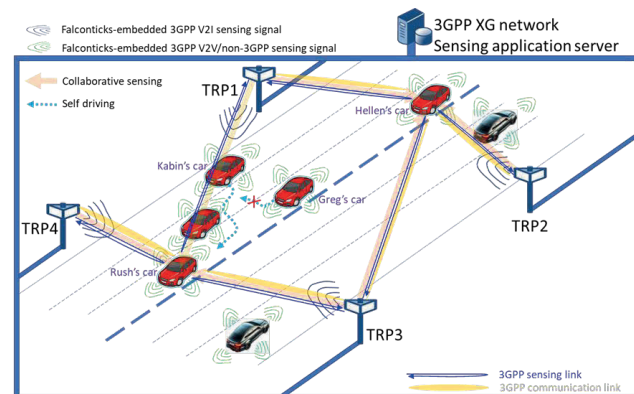 Falconticks-embedded 3GPP V2I sensing signal
Falconticks-embedded 3GPP V2V/non-3GPP sensing signal
3GPP XG network
Sensing application server
Collaborative sensing
Self driving
TRP1
Hellen's car
Kabin's car
Greg's car
TRP4
TRP2
Rush's car
TRP3
3GPP sensing link
3GPP communication link